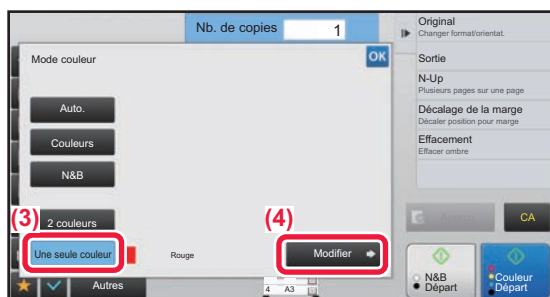 Nb. de copies 1
Original
Changer format/orientat.
Mode couleur
OK
Sortie
N-Up
Plusieurs pages sur une page
Auto.
Décalage de la marge
Décaler position pour marge
Couleurs
Effacement
Effacer ombre
N&B
(3)
(4)
2 couleurs
CA
Une seule couleur
Rouge
Modifier
N&B
Départ
Couleur
Départ
Autres
4 A3